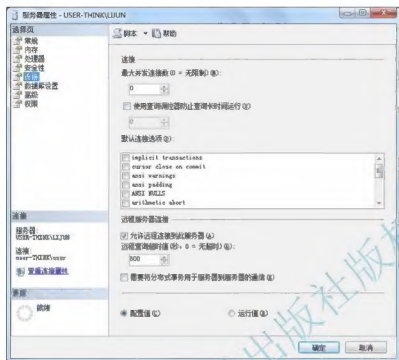 服务器属性 - USER-THINK\LIJUN
选择页
常规
内存
处理器
安全性
连接
数据库设置
高级
权限
脚本 帮助
连接
最大并发连接数(0 = 无限制)(M):
0
使用查询调控器防止查询长时间运行(Q)
0
默认连接选项(D):
implicit transactions
cursor close on commit
ansi warnings
ansi padding
ANSI NULLS
arithmetic abort
远程服务器连接
允许远程连接到此服务器(A)
远程查询超时值(秒, 0 = 无超时)(R):
600
需要将分布式事务用于服务器到服务器的通信(R)
连接
服务器:
USER-THINK\LIJUN
连接:
user-THINK\user
查看连接属性
进度
就绪
配置值(C)
运行值(R)
确定 取消
出版社版权